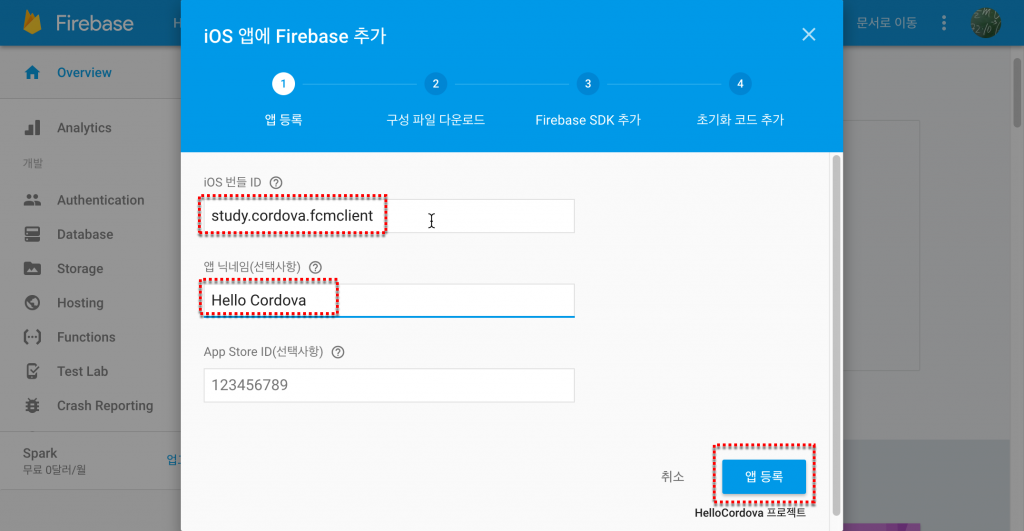 Firebase
문서로 이동
iOS 앱에 Firebase 추가
1
2
3
4
앱 등록
구성 파일 다운로드
Firebase SDK 추가
초기화 코드 추가
Overview
Analytics
개발
Authentication
Database
Storage
Hosting
Functions
Test Lab
Crash Reporting
Spark
무료 0달러/월
iOS 번들 ID
study.cordova.fcmclient
앱 닉네임(선택사항)
Hello Cordova
App Store ID(선택사항)
123456789
취소
앱 등록
HelloCordova 프로젝트